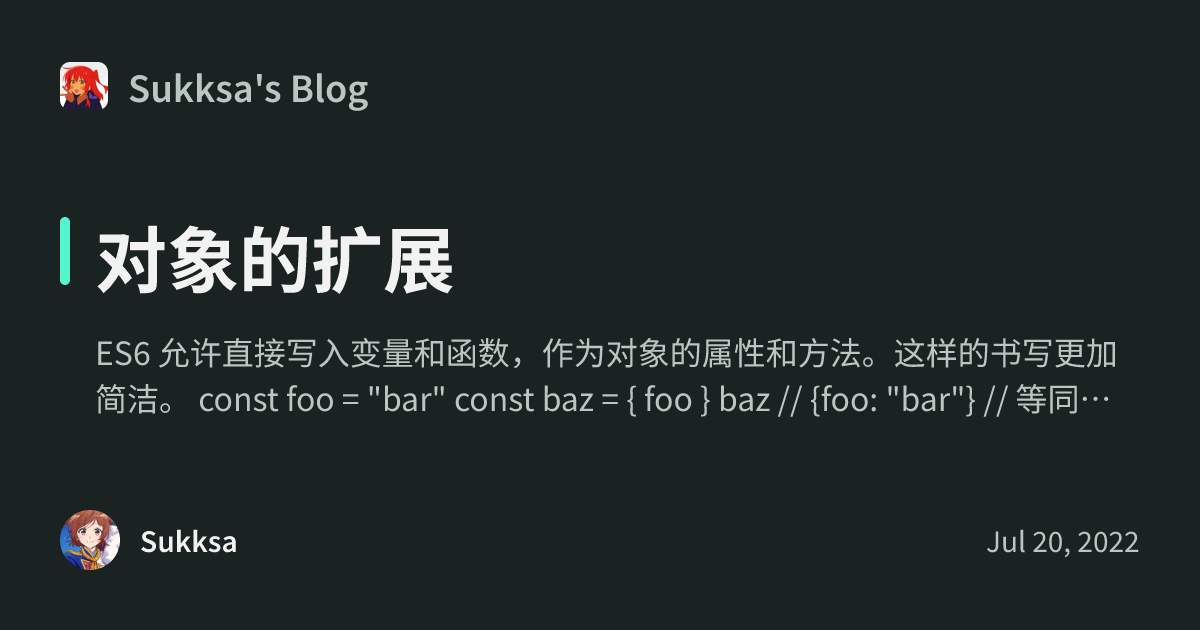 Sukksa's Blog
对象的扩展
ES6 允许直接写入变量和函数，作为对象的属性和方法。这样的书写更加
简洁。 const foo = "bar" const baz = { foo } baz // {foo: "bar"} // 等同…
Sukksa
Jul 20, 2022